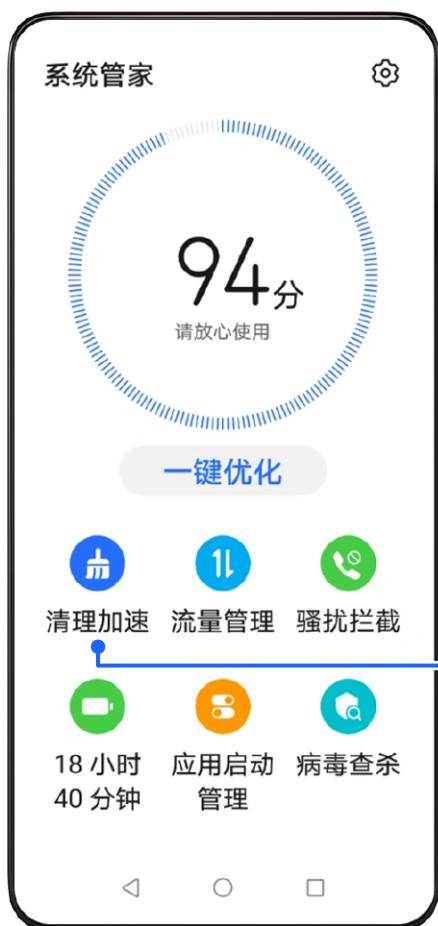 系统管家
94分
请放心使用
一键优化
清理加速 流量管理 骚扰拦截
18 小时 应用启动 病毒查杀
40 分钟 管理